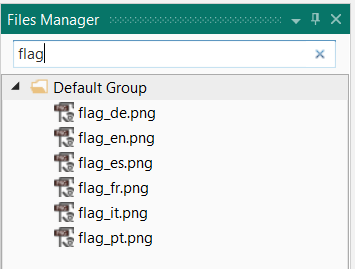 Files Manager
flag
Default Group
flag_de.png
flag_en.png
flag_es.png
flag_fr.png
flag_it.png
flag_pt.png